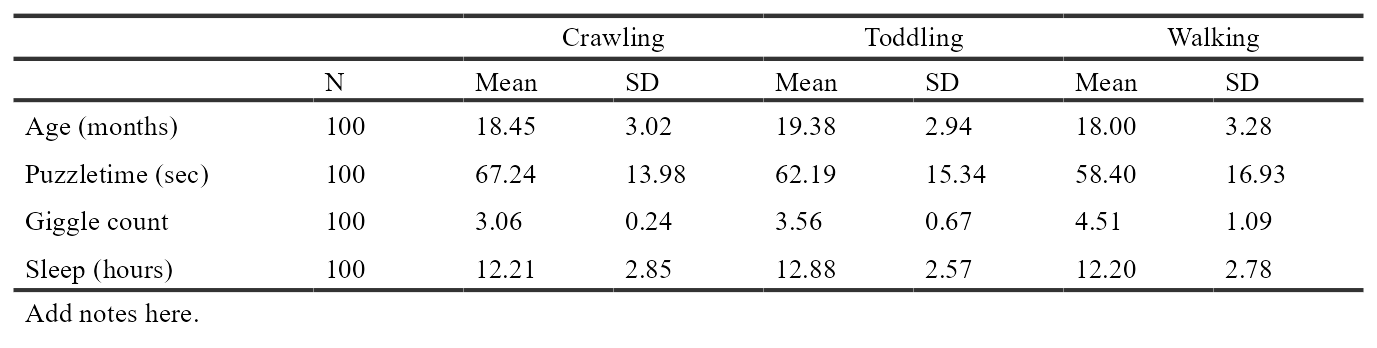 Crawling Toddling Walking
N Mean SD Mean SD Mean SD
Age (months) 100 18.45 3.02 19.38 2.94 18.00 3.28
Puzzletime (sec) 100 67.24 13.98 62.19 15.34 58.40 16.93
Giggle count 100 3.06 0.24 3.56 0.67 4.51 1.09
Sleep (hours) 100 12.21 2.85 12.88 2.57 12.20 2.78
Add notes here.